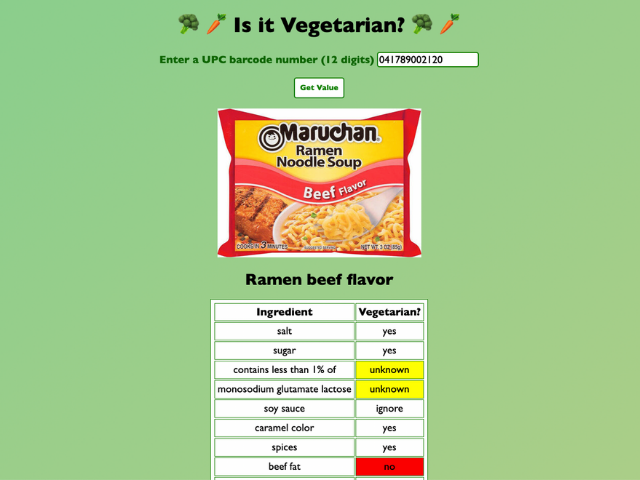 🥦 🥕 Is it Vegetarian? 🥦 🥕
Enter a UPC barcode number (12 digits) 041789002120
Get Value
Maruchan
Ramen
Noodle Soup
Beef Flavor
COOKS IN 3 MINUTES
NET WT. 3 OZ (85g)
Ramen beef flavor
Ingredient Vegetarian?
salt yes
sugar yes
contains less than 1% of unknown
monosodium glutamate lactose unknown
soy sauce ignore
caramel color yes
spices yes
beef fat no